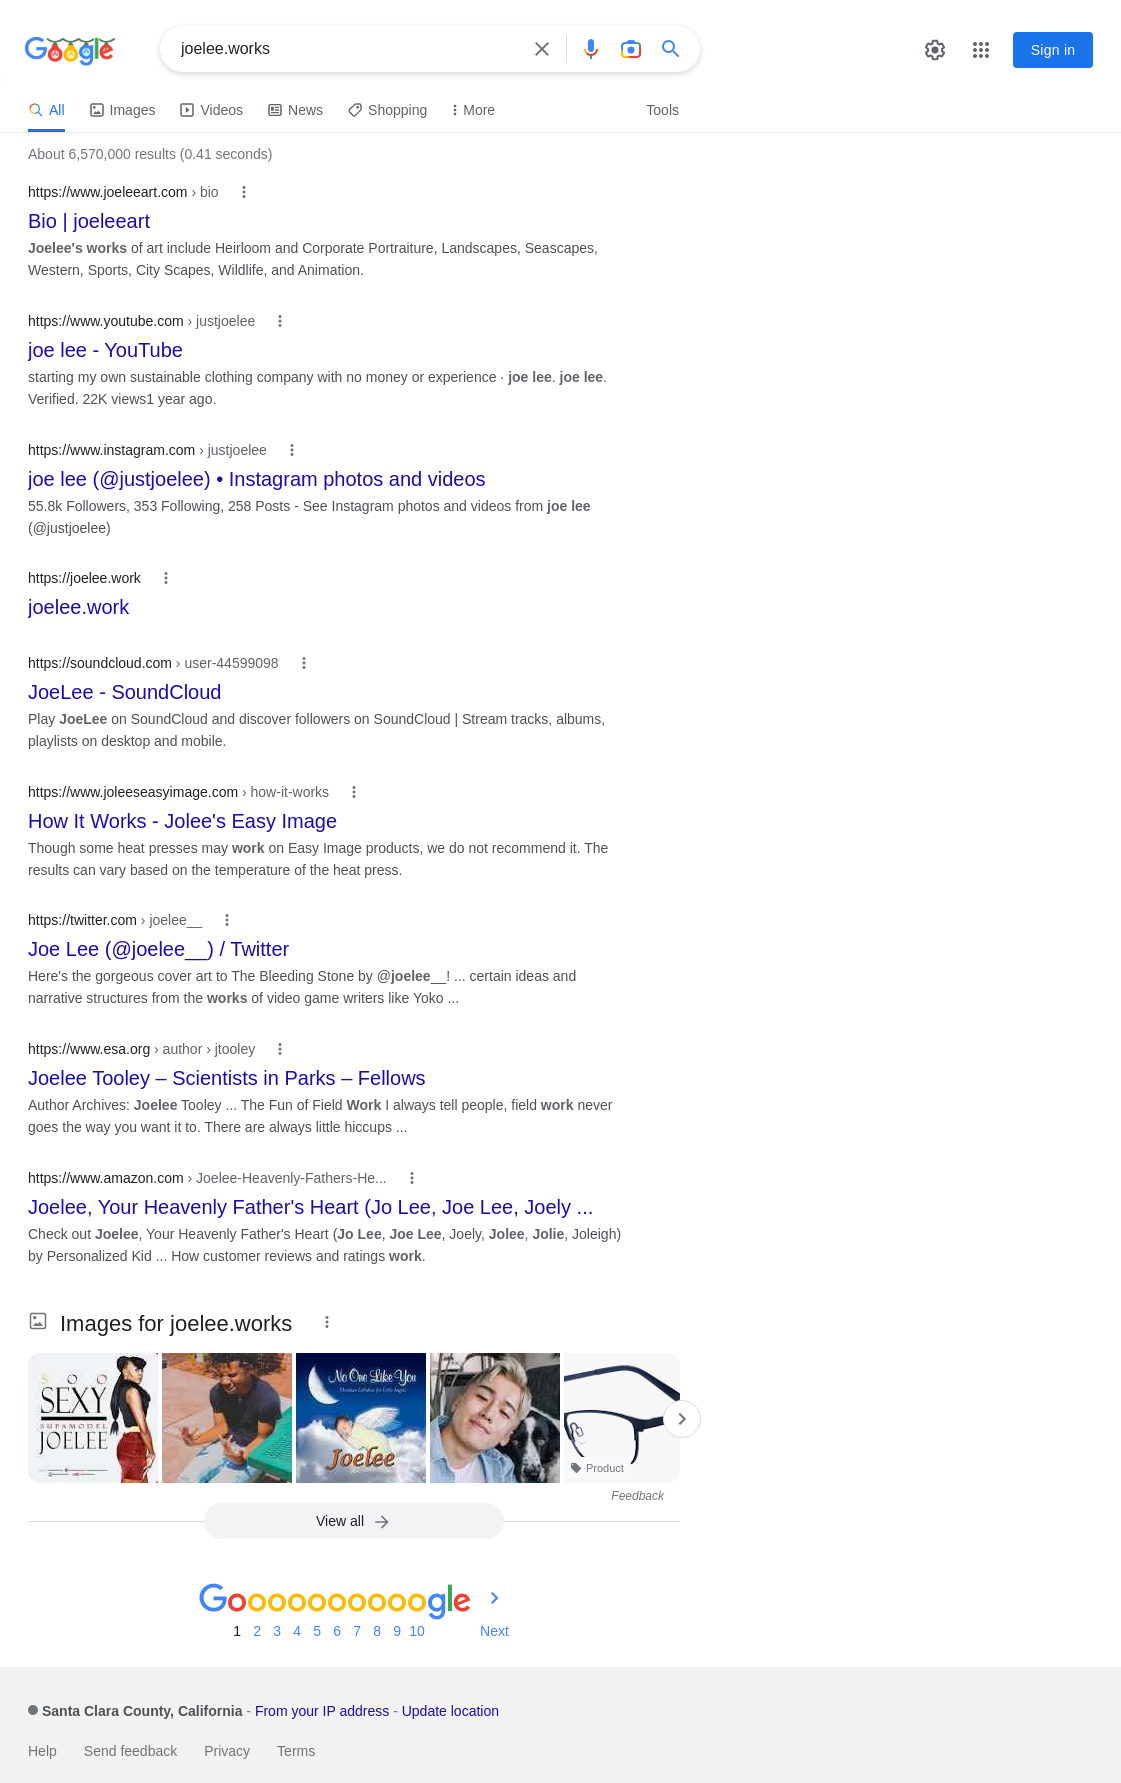 Google
joelee.works
Sign in
All
Images
Videos
News
Shopping
More
Tools
About 6,570,000 results (0.41 seconds)
https://www.joeleeart.com › bio
Bio | joeleeart
Joelee's works of art include Heirloom and Corporate Portraiture, Landscapes, Seascapes,
Western, Sports, City Scapes, Wildlife, and Animation.
https://www.youtube.com › justjoelee
joe lee - YouTube
starting my own sustainable clothing company with no money or experience · joe lee. joe lee.
Verified. 22K views1 year ago.
https://www.instagram.com › justjoelee
joe lee (@justjoelee) • Instagram photos and videos
55.8k Followers, 353 Following, 258 Posts - See Instagram photos and videos from joe lee
(@justjoelee)
https://joelee.work
joelee.work
https://soundcloud.com › user-44599098
JoeLee - SoundCloud
Play JoeLee on SoundCloud and discover followers on SoundCloud | Stream tracks, albums,
playlists on desktop and mobile.
https://www.joleeseasyimage.com › how-it-works
How It Works - Jolee's Easy Image
Though some heat presses may work on Easy Image products, we do not recommend it. The
results can vary based on the temperature of the heat press.
https://twitter.com › joelee__
Joe Lee (@joelee__) / Twitter
Here's the gorgeous cover art to The Bleeding Stone by @joelee__! ... certain ideas and
narrative structures from the works of video game writers like Yoko ...
https://www.esa.org › author › jtooley
Joelee Tooley – Scientists in Parks – Fellows
Author Archives: Joelee Tooley ... The Fun of Field Work I always tell people, field work never
goes the way you want it to. There are always little hiccups ...
https://www.amazon.com › Joelee-Heavenly-Fathers-He...
Joelee, Your Heavenly Father's Heart (Jo Lee, Joe Lee, Joely ...
Check out Joelee, Your Heavenly Father's Heart (Jo Lee, Joe Lee, Joely, Jolee, Jolie, Joleigh)
by Personalized Kid ... How customer reviews and ratings work.
Images for joelee.works
SOO
SEXY
SUPAMODEL
JOELEE
No One Like You
Christian Lullabies for Little Angels
Joelee
Product
Feedback
View all
Goooooooooogle
1 2 3 4 5 6 7 8 9 10 Next
Santa Clara County, California - From your IP address - Update location
Help Send feedback Privacy Terms